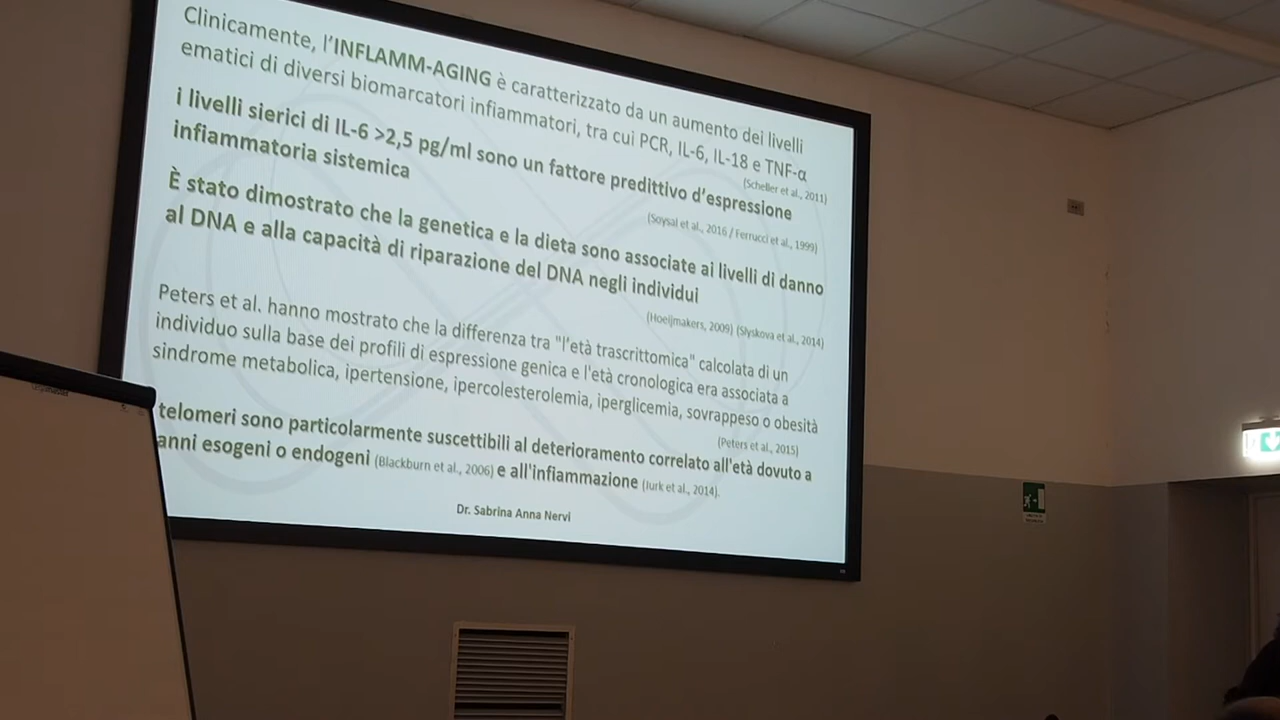 Clinicamente, l'INFLAMM-AGING è caratterizzato da un aumento dei livelli
ematici di diversi biomarcatori infiammatori, tra cui PCR, IL-6, IL-18 e TNF-α
(Scheller et al., 2011)
i livelli sierici di IL-6 >2,5 pg/ml sono un fattore predittivo d'espressione
infiammatoria sistemica
(Soysal et al., 2016 / Ferrucci et al., 1999)
È stato dimostrato che la genetica e la dieta sono associate ai livelli di danno
al DNA e alla capacità di riparazione del DNA negli individui
(Hoeijmakers, 2009) (Slyskova et al., 2014)
Peters et al. hanno mostrato che la differenza tra "l'età trascrittomica" calcolata di un
individuo sulla base dei profili di espressione genica e l'età cronologica era associata a
sindrome metabolica, ipertensione, ipercolesterolemia, iperglicemia, sovrappeso o obesità
(Peters et al., 2015)
telomeri sono particolarmente suscettibili al deterioramento correlato all'età dovuto a
anni esogeni o endogeni (Blackburn et al., 2006) e all'infiammazione (Jurk et al., 2014).
Dr. Sabrina Anna Nervi